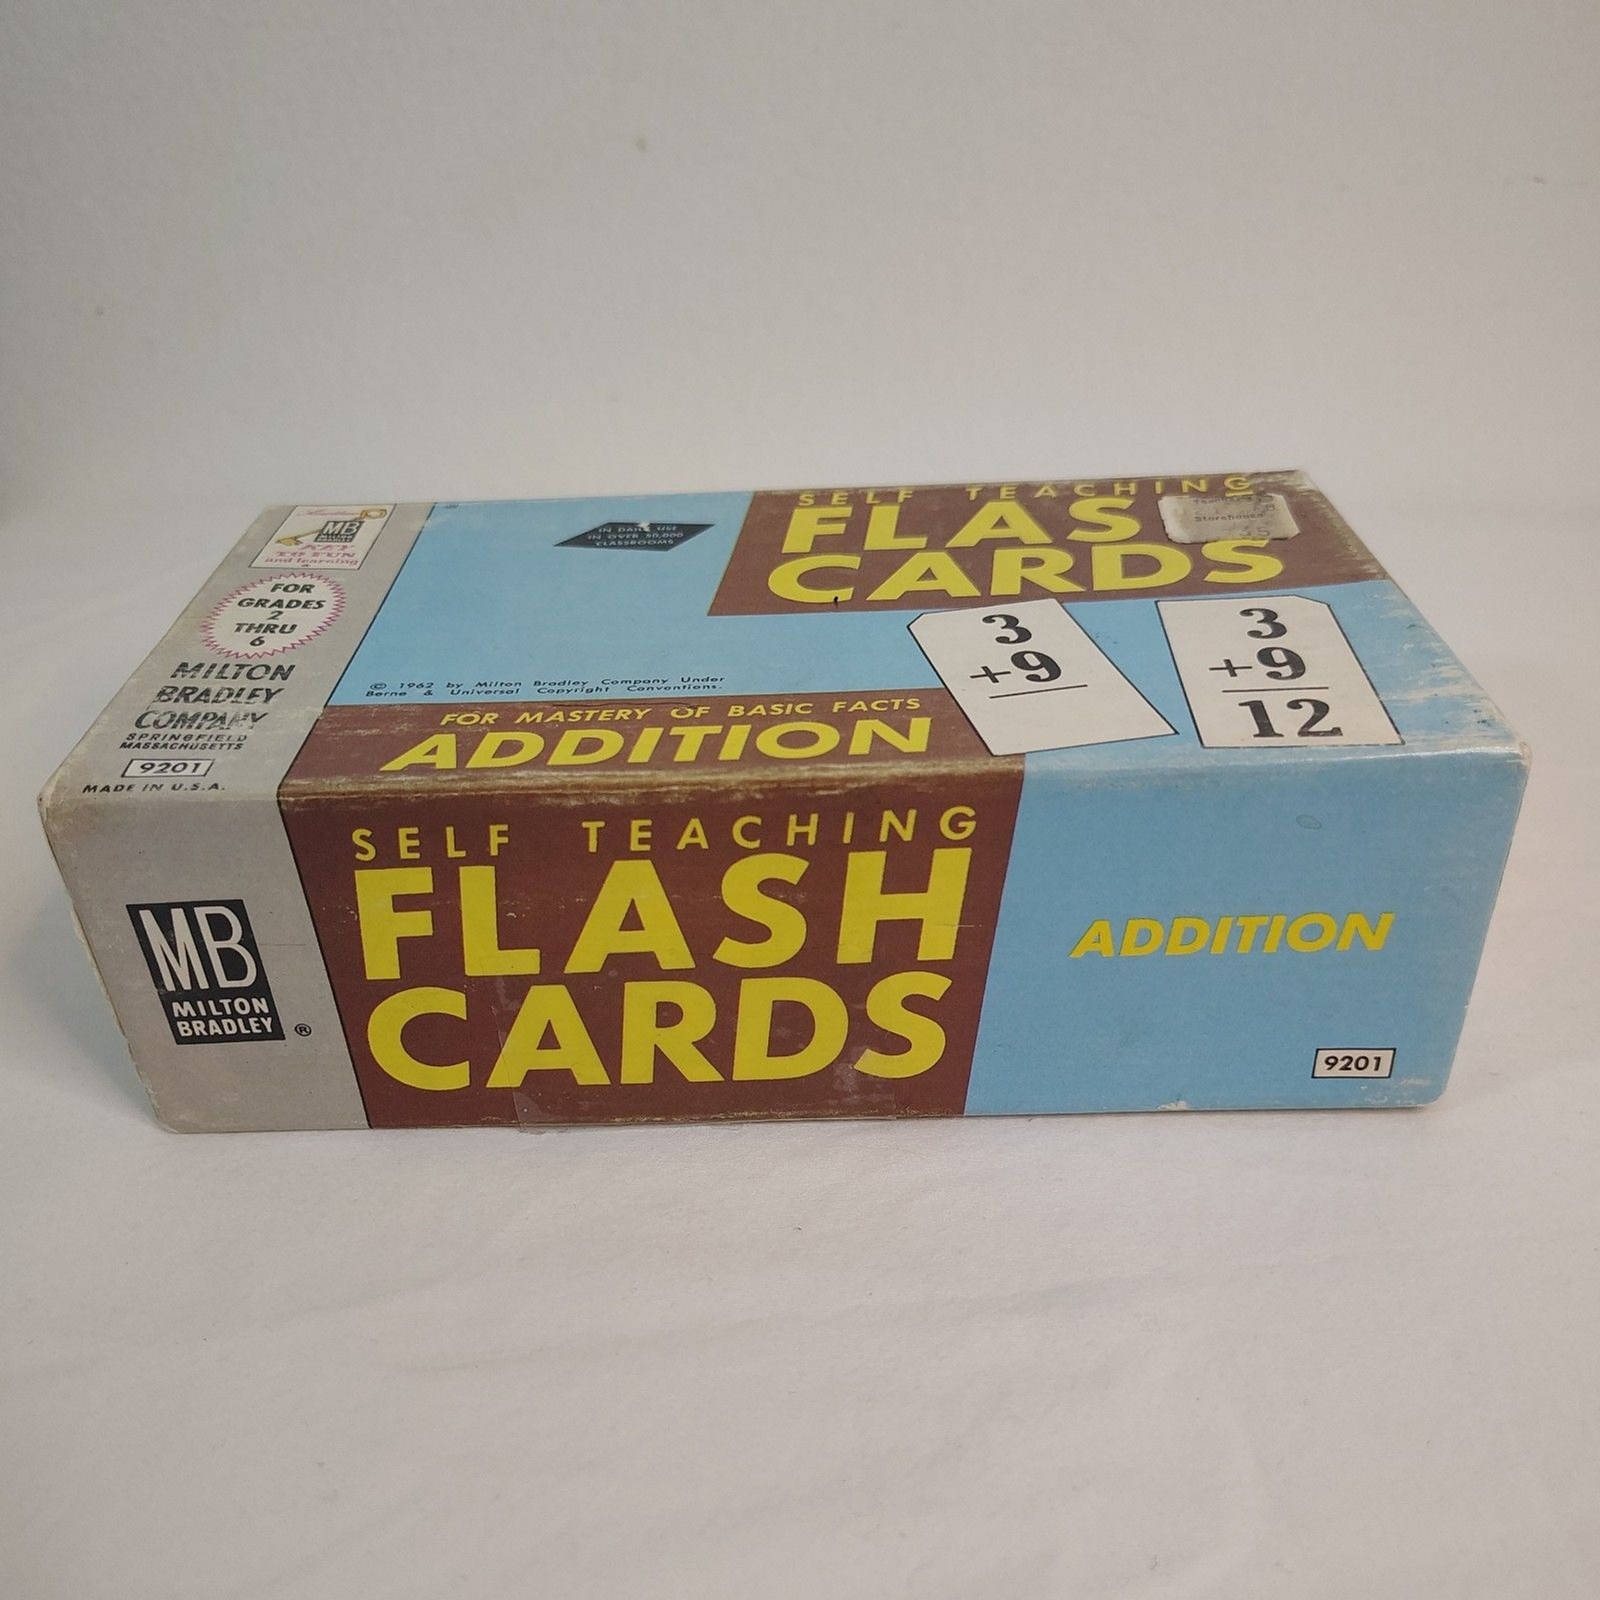 MB
KEY
TO FUN
and learning
FOR
GRADES
2
THRU
6
MILTON
BRADLEY
COMPANY
SPRINGFIELD
MASSACHUSETTS
9201
MADE IN U.S.A.
IN DAILY USE
IN OVER 50,000
CLASSROOMS
SELF TEACHING
FLAS
CARDS
Storehouse
3
+9
3
+9
12
© 1962 by Milton Bradley Company Under
Berne & Universal Copyright Conventions.
FOR MASTERY OF BASIC FACTS
ADDITION
MB
MILTON
BRADLEY
®
SELF TEACHING
FLASH
CARDS
ADDITION
9201